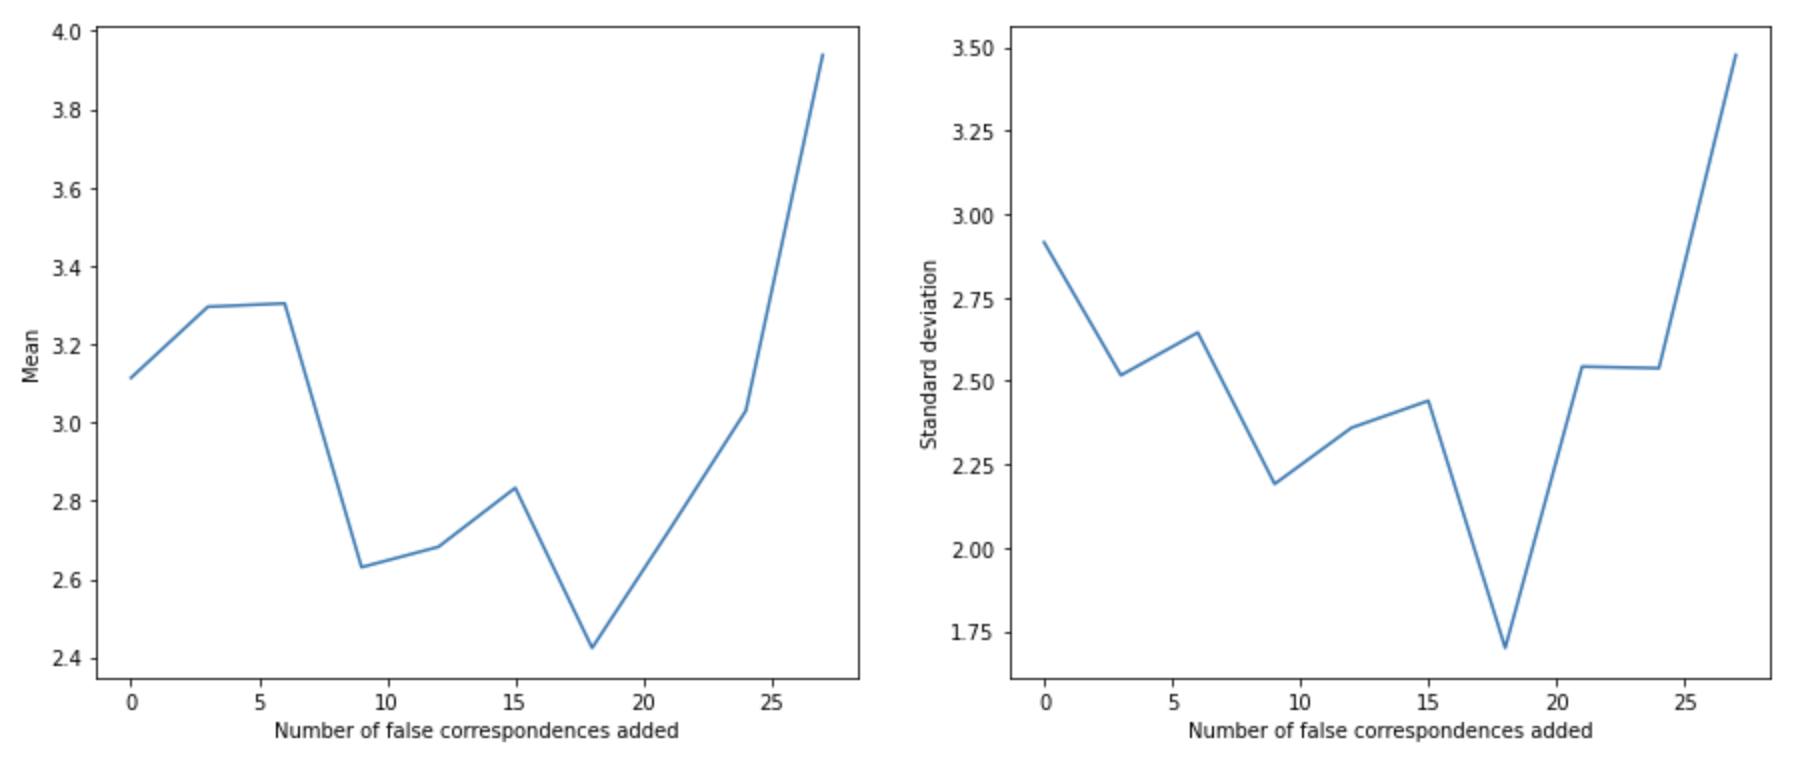 4.0
3.8
3.6
3.4
3.2
3.0
2.8
2.6
2.4
Mean
0 5 10 15 20 25
Number of false correspondences added
3.50
3.25
3.00
2.75
2.50
2.25
2.00
1.75
Standard deviation
0 5 10 15 20 25
Number of false correspondences added